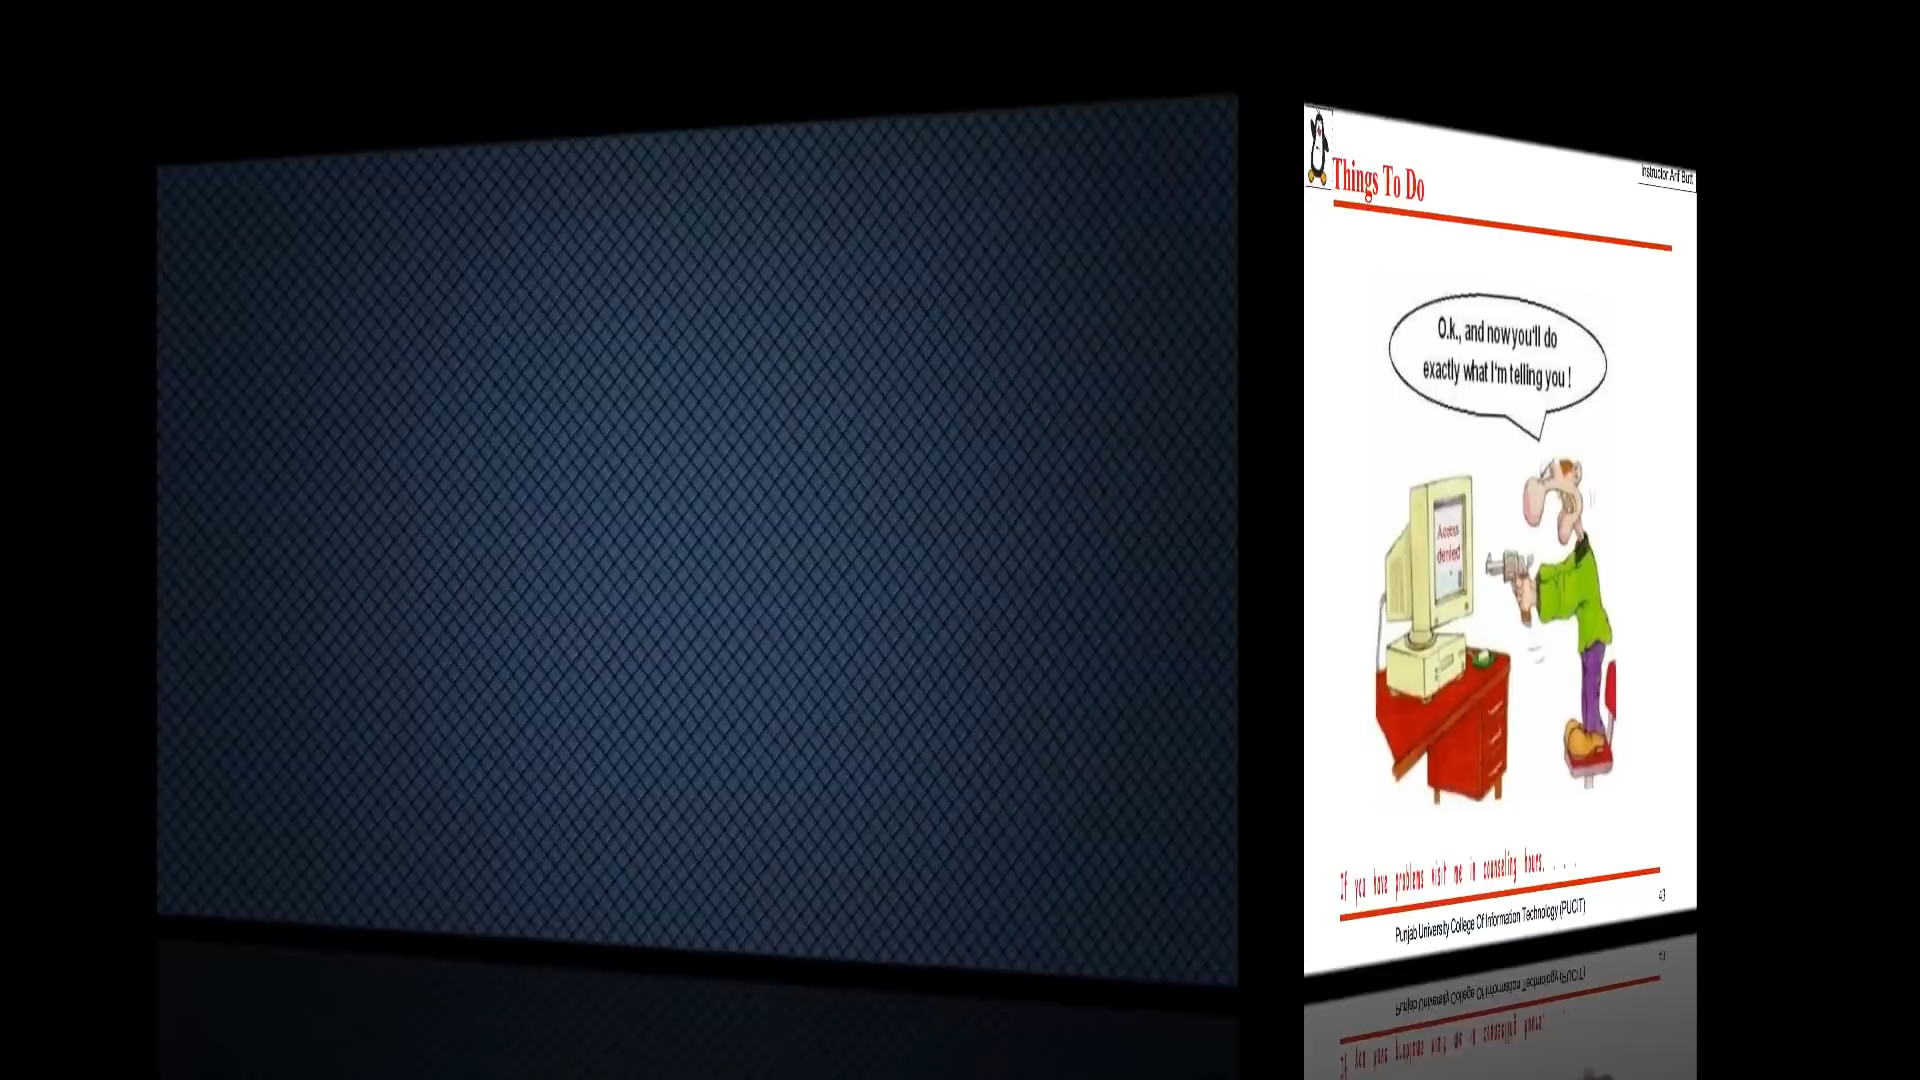 Things To Do
Instructor Arif Butt
O.k., and now you'll do
exactly what I'm telling you !
Access
denied
If you have problems visit me in counseling hours. . . .
43
Punjab University College Of Information Technology (PUCIT)